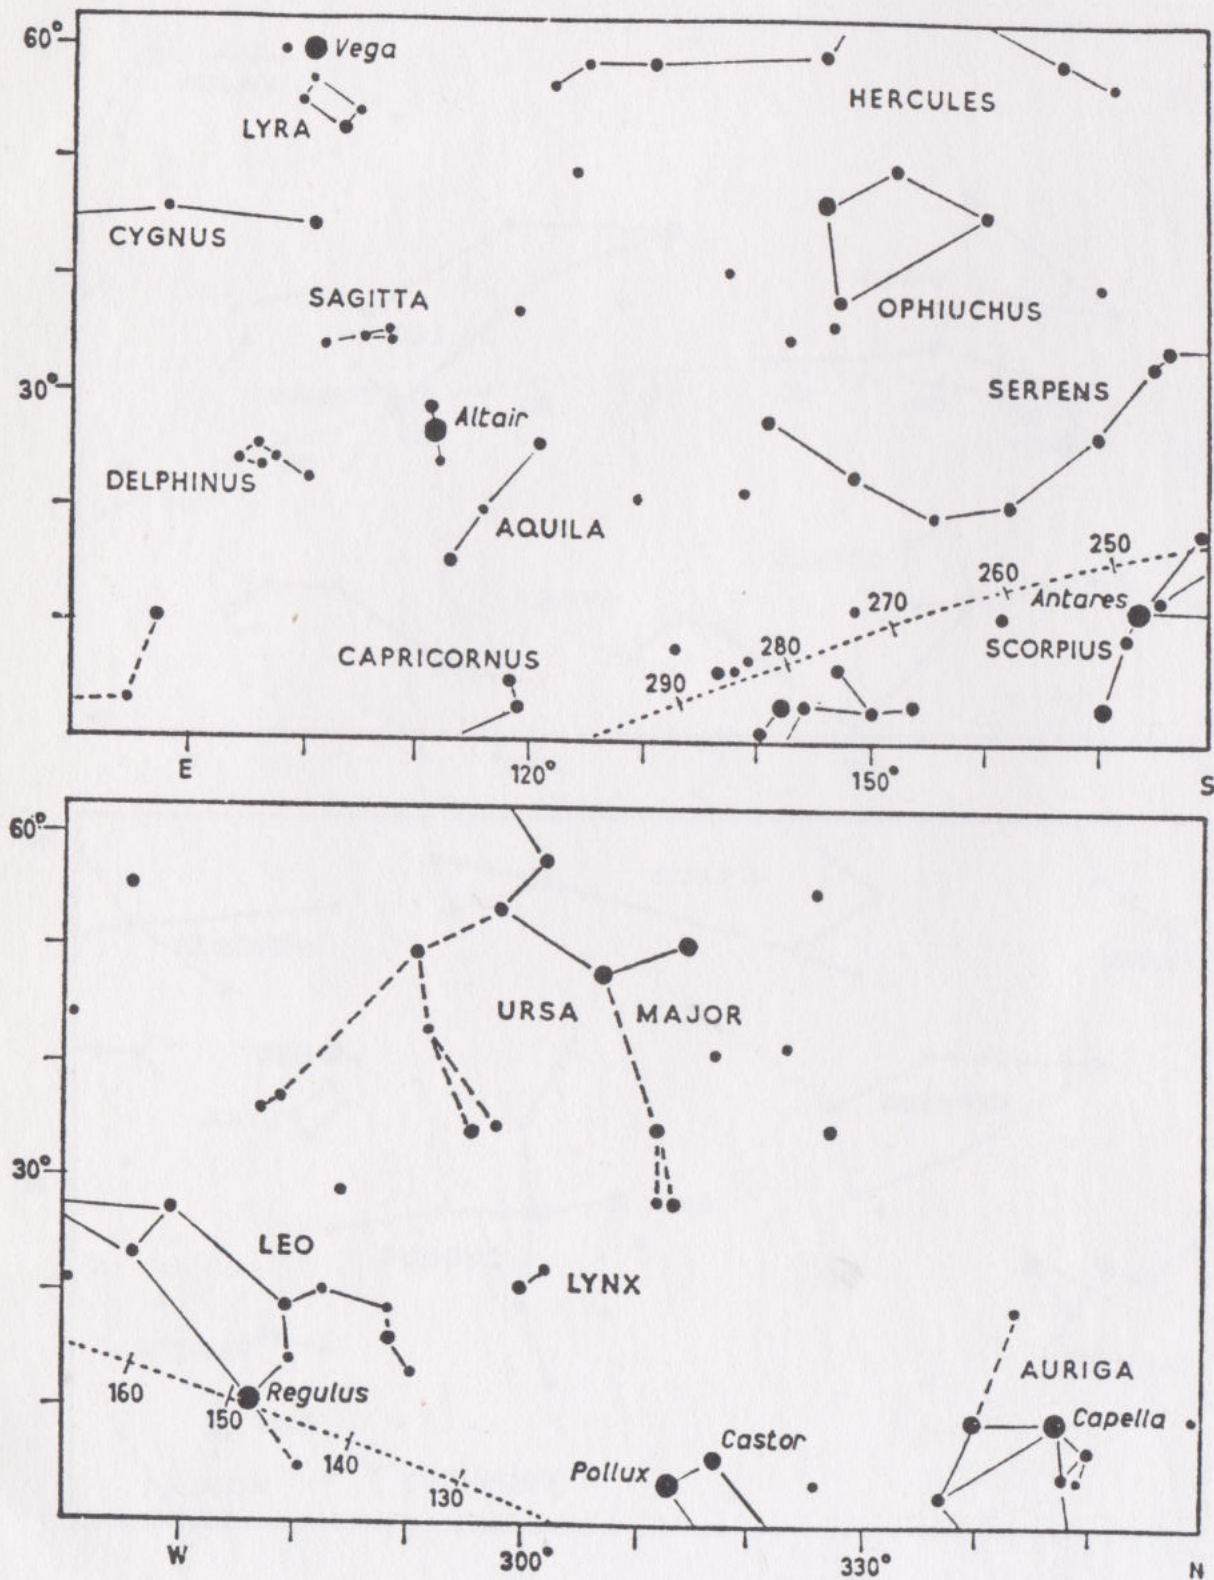 60°
Vega
HERCULES
LYRA
CYGNUS
SAGITTA
OPHIUCHUS
30°
SERPENS
Altair
DELPHINUS
AQUILA
250
260
Antares
270
SCORPIUS
280
CAPRICORNUS
290
E 120° 150° S
60°
URSA MAJOR
30°
LEO
LYNX
AURIGA
160
Regulus
150
Capella
Castor
140
Pollux
130
W 300° 330° N